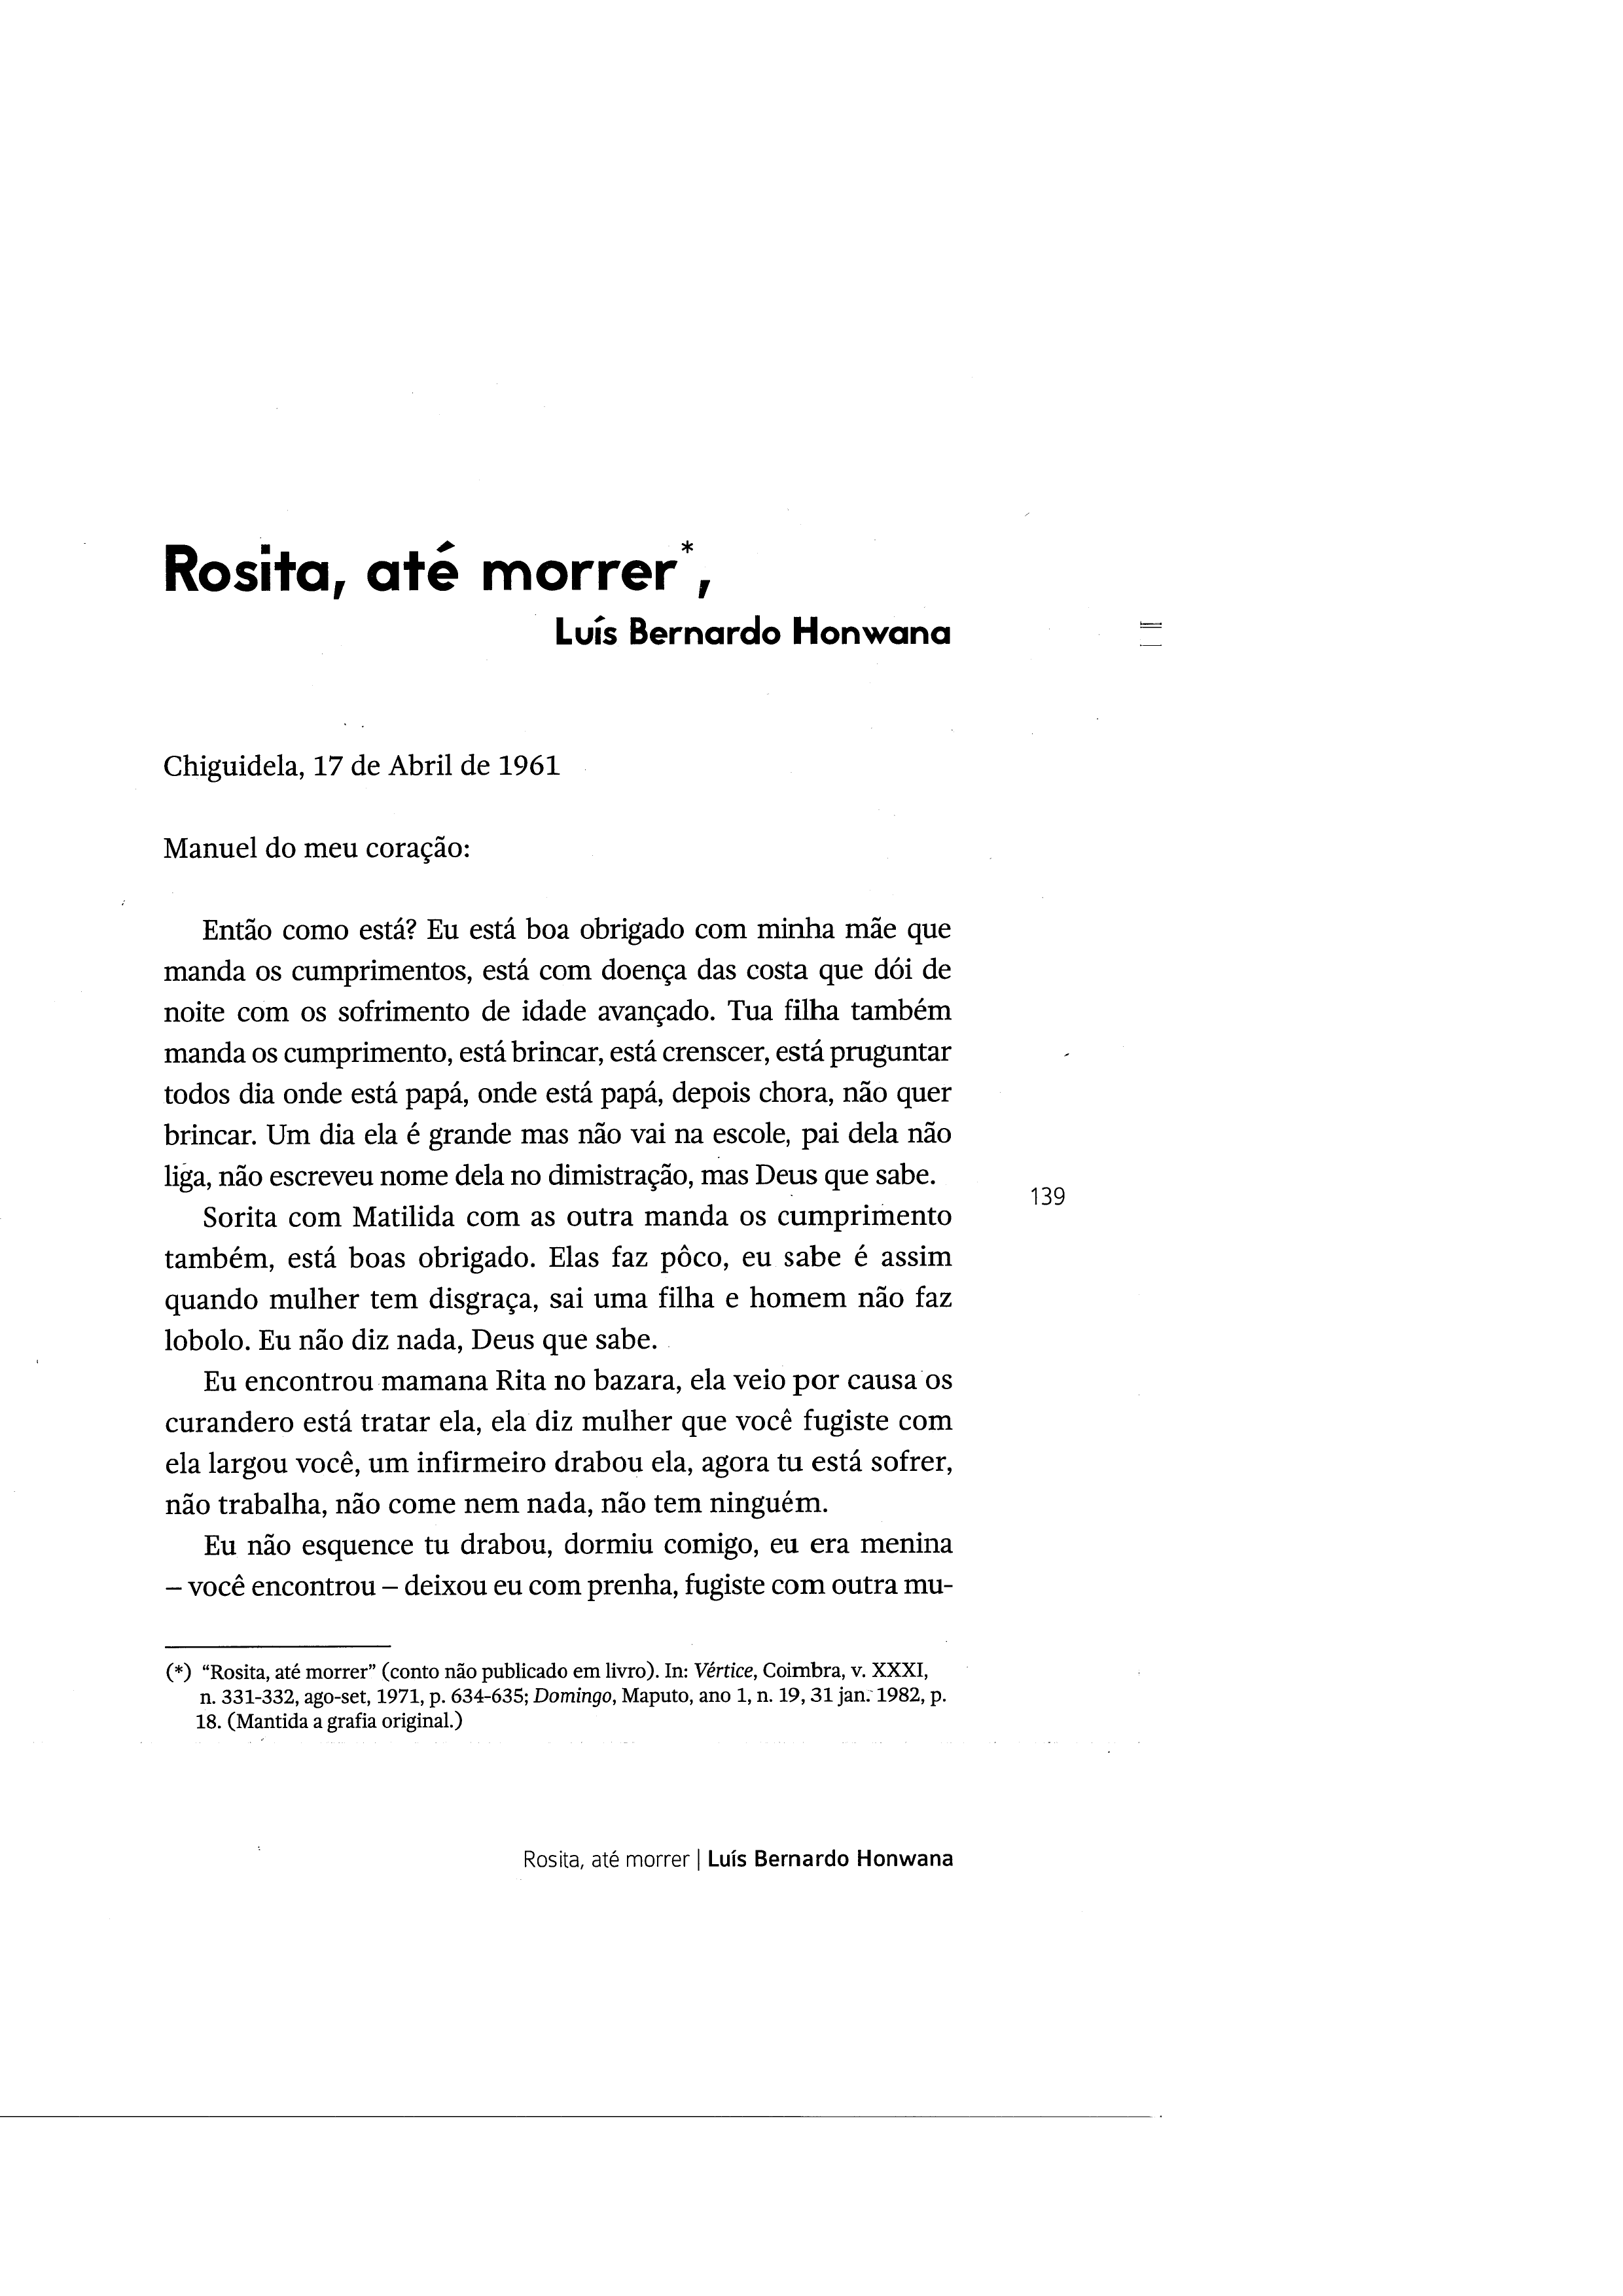 Rosita, até morrer*,
Luís Bernardo Honwana
Chiguidela, 17 de Abril de 1961
Manuel do meu coração:
Então como está? Eu está boa obrigado com minha mãe que
manda os cumprimentos, está com doença das costa que dói de
noite com os sofrimento de idade avançado. Tua filha também
manda os cumprimento, está brincar, está crenscer, está pruguntar
todos dia onde está papá, onde está papá, depois chora, não quer
brincar. Um dia ela é grande mas não vai na escole, pai dela não
liga, não escreveu nome dela no dimistração, mas Deus que sabe.
139
Sorita com Matilida com as outra manda os cumprimento
também, está boas obrigado. Elas faz pôco, eu sabe é assim
quando mulher tem disgraça, sai uma filha e homem não faz
lobolo. Eu não diz nada, Deus que sabe.
Eu encontrou mamana Rita no bazara, ela veio por causa os
curandero está tratar ela, ela diz mulher que você fugiste com
ela largou você, um infirmeiro drabou ela, agora tu está sofrer,
não trabalha, não come nem nada, não tem ninguém.
Eu não esquence tu drabou, dormiu comigo, eu era menina
– você encontrou – deixou eu com prenha, fugiste com outra mu-
(*) “Rosita, até morrer” (conto não publicado em livro). In: Vértice, Coimbra, v. XXXI,
n. 331-332, ago-set, 1971, p. 634-635; Domingo, Maputo, ano 1, n. 19, 31 jan. 1982, p.
18. (Mantida a grafia original.)
Rosita, até morrer | Luís Bernardo Honwana